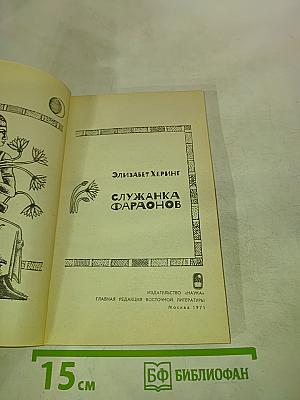 ЭЛИЗАБЕТ ХЕРИНГ
СЛУЖАНКА
ФАРАОНОВ
ИЗДАТЕЛЬСТВО «НАУКА»
ГЛАВНАЯ РЕДАКЦИЯ ВОСТОЧНОЙ ЛИТЕРАТУРЫ
Москва 1971
15 см
БФ БИБЛИОФАН